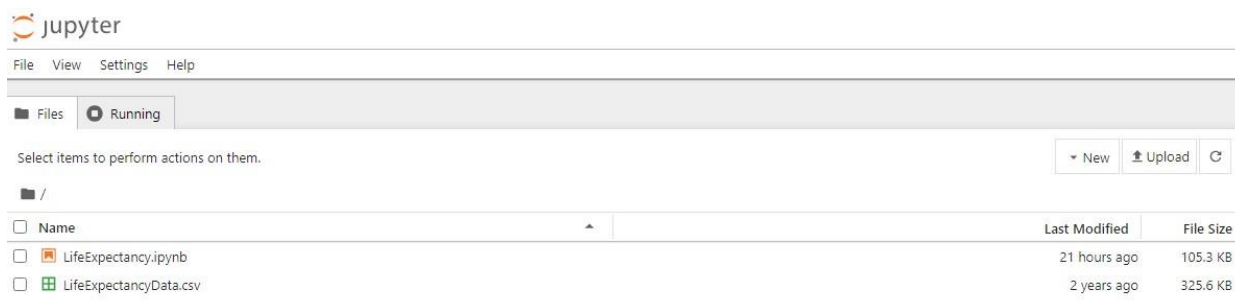 jupyter
File View Settings Help
Files Running
Select items to perform actions on them.
New Upload
/
Name Last Modified File Size
LifeExpectancy.ipynb 21 hours ago 105.3 KB
LifeExpectancyData.csv 2 years ago 325.6 KB